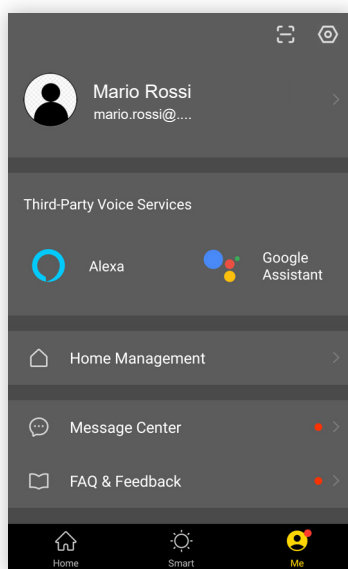 Mario Rossi
mario.rossi@....
Third-Party Voice Services
Alexa
Google
Assistant
Home Management
Message Center
FAQ & Feedback
Home
Smart
Me